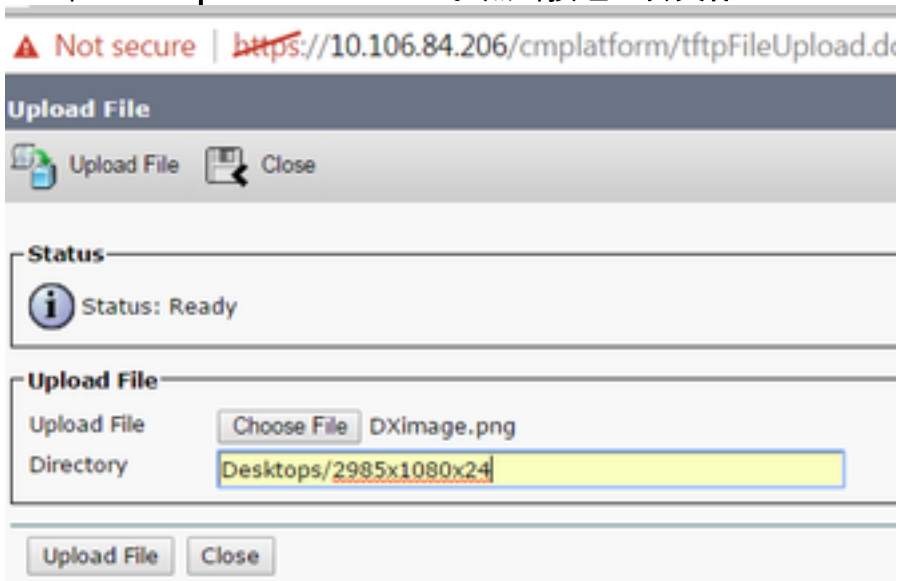 Not secure | https://10.106.84.206/cmplatform/tftpFileUpload.do
Upload File
Upload File Close
Status
Status: Ready
Upload File
Upload File Choose File DXimage.png
Directory Desktops/2985x1080x24
Upload File Close